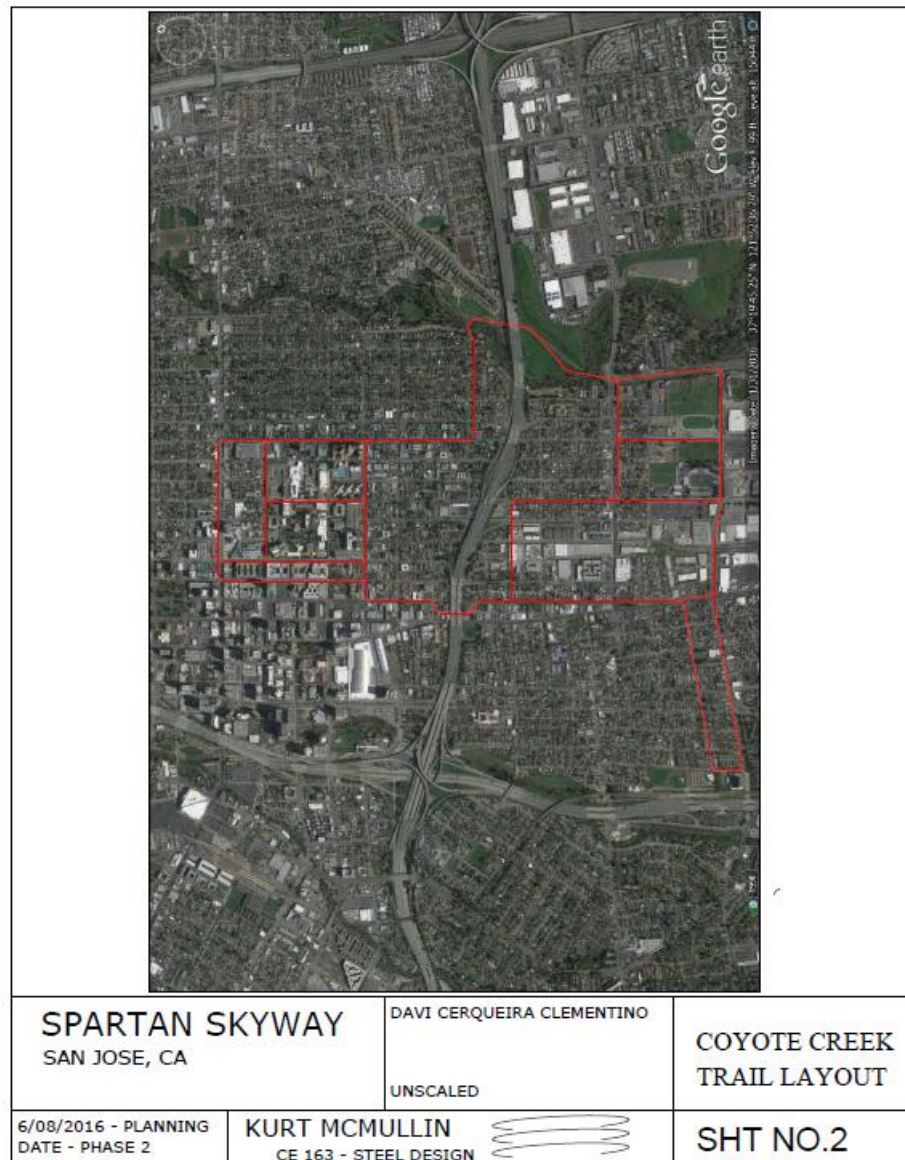 Google earth
SPARTAN SKYWAY
SAN JOSE, CA
DAVI CERQUEIRA CLEMENTINO
UNSCALED
COYOTE CREEK
TRAIL LAYOUT
6/08/2016 - PLANNING
DATE - PHASE 2
KURT MCMULLIN
CE 163 - STEEL DESIGN
SHT NO.2